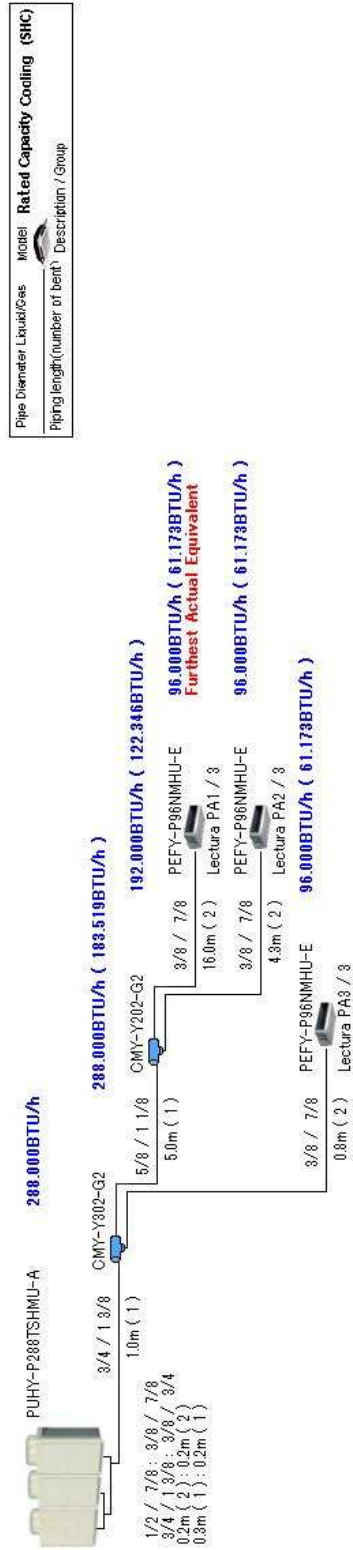 Pipe Diameter Liquid/Gas Model Rated Capacity Cooling (SHC)
Piping length(number of bent) Description / Group
PUHY-P288TSHMU-A 288.000BTU/h
3/4 / 1 3/8
1.0m ( 1 )
1/2 / 7/8 : 3/8 / 7/8
3/4 / 1 3/8 : 3/8 / 3/4
0.2m ( 2 ) : 0.2m ( 2 )
0.3m ( 1 ) : 0.2m ( 1 )
CMY-Y302-G2 288.000BTU/h ( 183.519BTU/h )
5/8 / 1 1/8
5.0m ( 1 )
CMY-Y202-G2 192.000BTU/h ( 122.346BTU/h )
3/8 / 7/8
16.0m ( 2 )
PEFY-P96NMHU-E 96.000BTU/h ( 61.173BTU/h )
Furthest Actual Equivalent
Lectura PA1 / 3
3/8 / 7/8
4.3m ( 2 )
PEFY-P96NMHU-E 96.000BTU/h ( 61.173BTU/h )
Lectura PA2 / 3
3/8 / 7/8
0.8m ( 2 )
PEFY-P96NMHU-E 96.000BTU/h ( 61.173BTU/h )
Lectura PA3 / 3